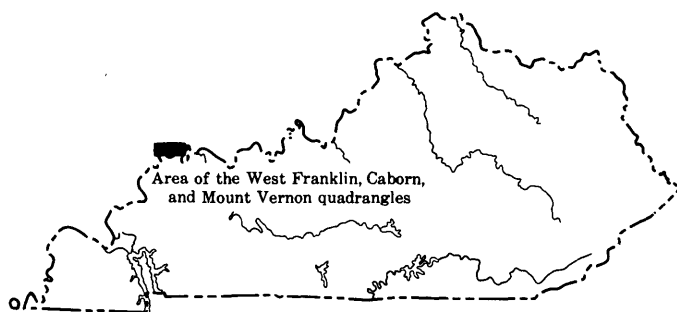 Area of the West Franklin, Caborn,
and Mount Vernon quadrangles